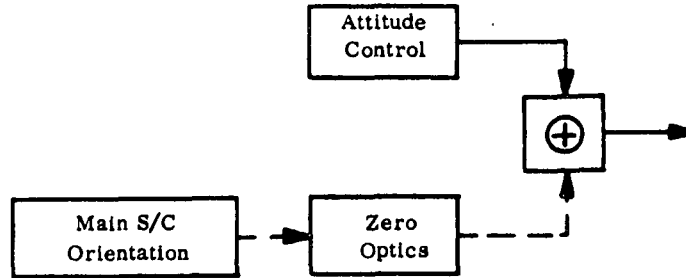 Attitude
Control
Main S/C
Orientation
Zero
Optics